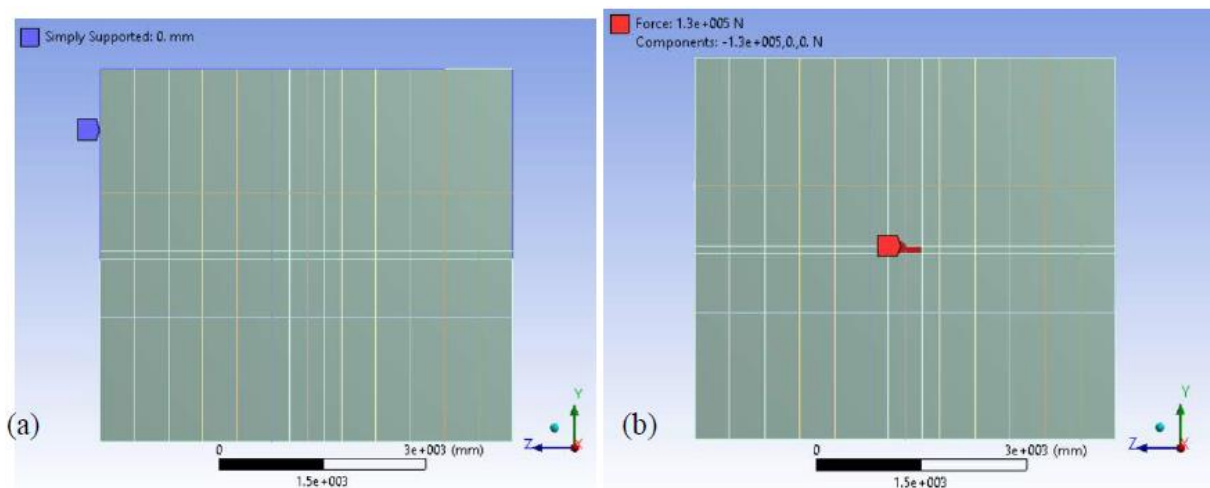 Simply Supported: 0. mm
Y
Z
X
(a)
0
3e+003 (mm)
1.5e+003
Force: 1.3e+005 N
Components: -1.3e+005,0.,0. N
Y
Z
X
(b)
0
3e+003 (mm)
1.5e+003